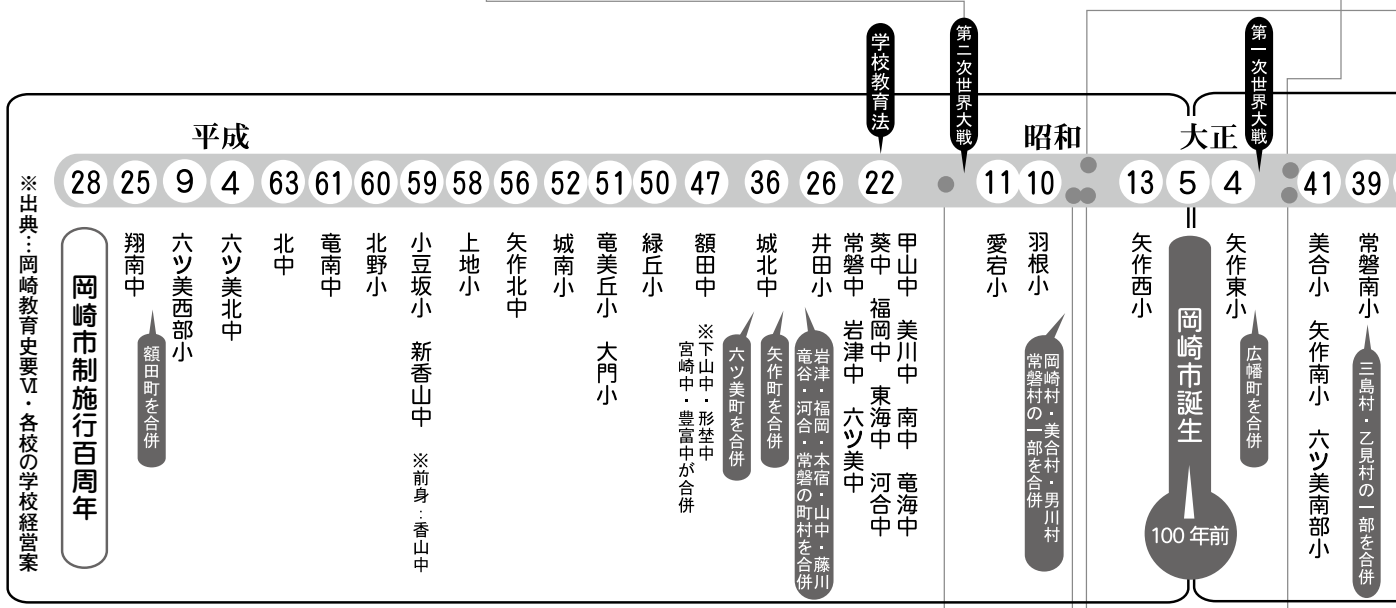 第一次世界大戦
第二次世界大戦
学校教育法
大正
昭和
平成
39
41
4
5
13
10
11
22
26
36
47
50
51
52
56
58
59
60
61
63
4
9
25
28
常磐南小
三島村・乙見村の一部を合併
美合小 矢作南小 六ツ美南部小
矢作東小
広幡町を合併
岡崎市誕生
100年前
矢作西小
羽根小
岡崎村・美合村・男川村
常磐村の一部を合併
愛宕小
甲山中 美川中 南中 竜海中
葵中 福岡中 東海中 河合中
常磐中 岩津中 六ツ美中
井田小
岩津・福岡・本宿・山中・藤川
竜谷・河合・常磐の町村を合併
城北中
矢作町を合併
六ツ美町を合併
額田中
※下山中・形埜中
宮崎中・豊富中が合併
緑丘小
竜美丘小 大門小
城南小
矢作北中
上地小
小豆坂小 新香山中 ※前身:香山中
北野小
竜南中
北中
六ツ美北中
六ツ美西部小
翔南中
額田町を合併
岡崎市制施行百周年
※出典…岡崎教育史要Ⅵ・各校の学校経営案